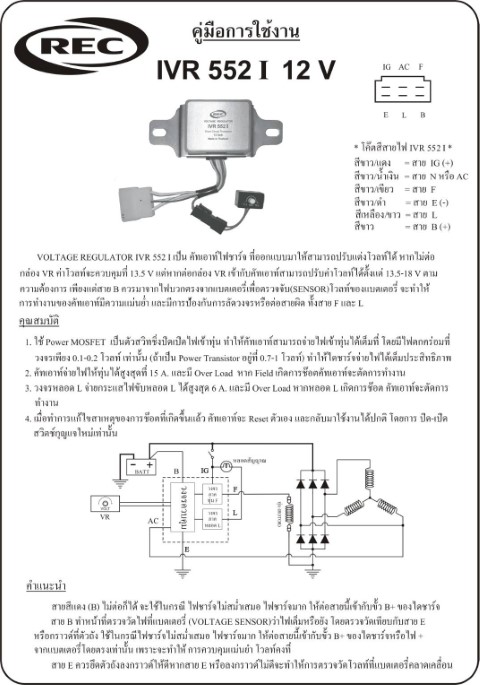 REC
คู่มือการใช้งาน
IVR 552 I 12 V
IG AC F
E L B
REC
VOLTAGE REGULATOR
IVR 552I
* โค๊ดสีสายไฟ IVR 552 I *
สีขาว/แดง = สาย IG (+)
สีขาว/น้ำเงิน = สาย N หรือ AC
สีขาว/เขียว = สาย F
สีขาว/ดำ = สาย E (-)
สีเหลือง/ขาว = สาย L
สีขาว = สาย B (+)
VOLTAGE REGULATOR IVR 552 I เป็น คัทเอาท์ไฟชาร์จ ที่ออกแบบมาให้สามารถปรับแต่งโวลท์ได้ หากไม่ต่อ
กล่อง VR ค่าโวลท์จะควบคุมที่ 13.5 V แต่หากต่อกล่อง VR เข้ากับคัทเอาท์สามารถปรับค่าโวลท์ได้ตั้งแต่ 13.5-18 V ตาม
ความต้องการ เพียงแต่สาย B ควรมาจากไฟบวกตรงจากแบตเตอรี่เพื่อตรวจจับ(SENSOR)โวลท์ของแบตเตอรี่ จะทำให้
การทำงานของคัทเอาท์มีความแม่นยำ และมีการป้องกันการลัดวงจรหรือต่อสายผิด ทั้งสาย F และ L
คุณสมบัติ
1. ใช้ Power MOSFET เป็นตัวสวิทซ์ปิดเปิดไฟเข้าทุ่น ทำให้คัทเอาท์สามารถจ่ายไฟเข้าทุ่นได้เต็มที่ โดยมีไฟตกคร่อมที่
วงจรเพียง 0.1-0.2 โวลท์ เท่านั้น (ถ้าเป็น Power Transistor อยู่ที่ 0.7-1 โวลท์) ทำให้ไดชาร์จจ่ายไฟได้เต็มประสิทธิภาพ
2. คัทเอาท์จ่ายไฟให้ทุ่นได้สูงสุดที่ 15 A. และมี Over Load หาก Field เกิดการช๊อตคัทเอาท์จะตัดการทำงาน
3. วงจรหลอด L จ่ายกระแสไฟขับหลอด L ได้สูงสุด 6 A. และมี Over Load หากหลอด L เกิดการช๊อต คัทเอาท์จะตัดการ
ทำงาน
4. เมื่อทำการแก้ไขสาเหตุของการช๊อตที่เกิดขึ้นแล้ว คัทเอาท์จะ Reset ตัวเอง และกลับมาใช้งานได้ปกติ โดยการ ปิด-เปิด
สวิตช์กุญแจใหม่เท่านั้น
หลอดสัญญาณ
BATT
B
IG
VR
AC
วงจรควบคุม
วงจร
ขับ
ทุ่น F
วงจร
ขับ
หลอด L
F
L
E
คำแนะนำ
สายสีแดง (B) ไม่ต่อก็ได้ จะใช้ในกรณี ไฟชาร์จไม่สม่ำเสมอ ไฟชาร์จมาก ให้ต่อสายนี้เข้ากับขั้ว B+ ของไดชาร์จ
สาย B ทำหน้าที่ตรวจวัดไฟที่แบตเตอรี่ (VOLTAGE SENSOR)ว่าไฟเต็มหรือยัง โดยตรวจวัดเทียบกับสาย E
หรือกราวด์ที่ตัวถัง ใช้ในกรณีไฟชาร์จไม่สม่ำเสมอ ไฟชาร์จมาก ให้ต่อสายนี้เข้ากับขั้ว B+ ของไดชาร์จหรือไฟ +
จากแบตเตอรี่โดยตรงเท่านั้น เพราะจะทำให้ การควบคุมแม่นยำ โวลท์คงที่
สาย E ควรยึดตัวถังลงกราวด์ให้ดีหากสาย E หรือลงกราวด์ไม่ดีจะทำให้การตรวจวัดโวลท์ที่แบตเตอรี่คลาดเคลื่อน